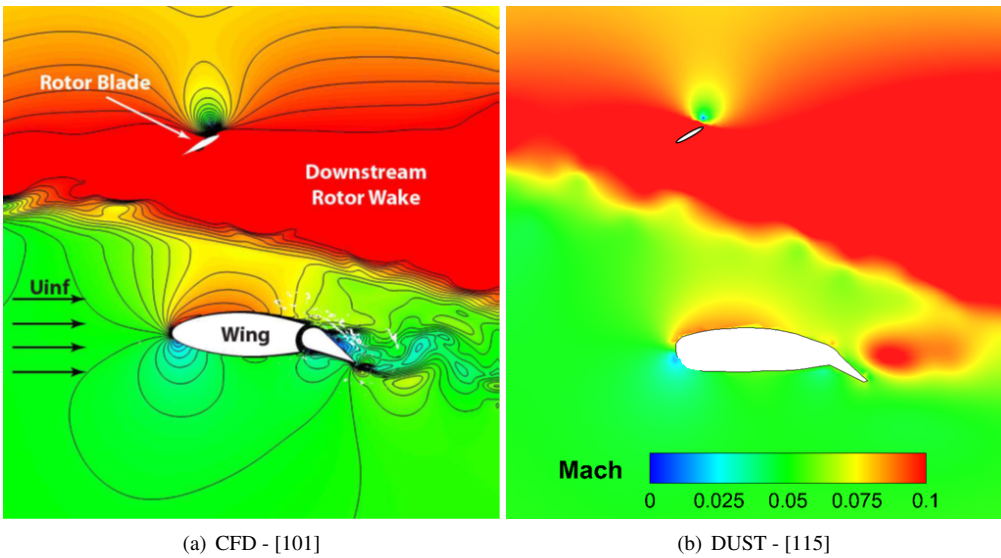 Rotor Blade
Downstream
Rotor Wake
Uinf
Wing
Mach
0 0.025 0.05 0.075 0.1
(a) CFD - [101]
(b) DUST - [115]